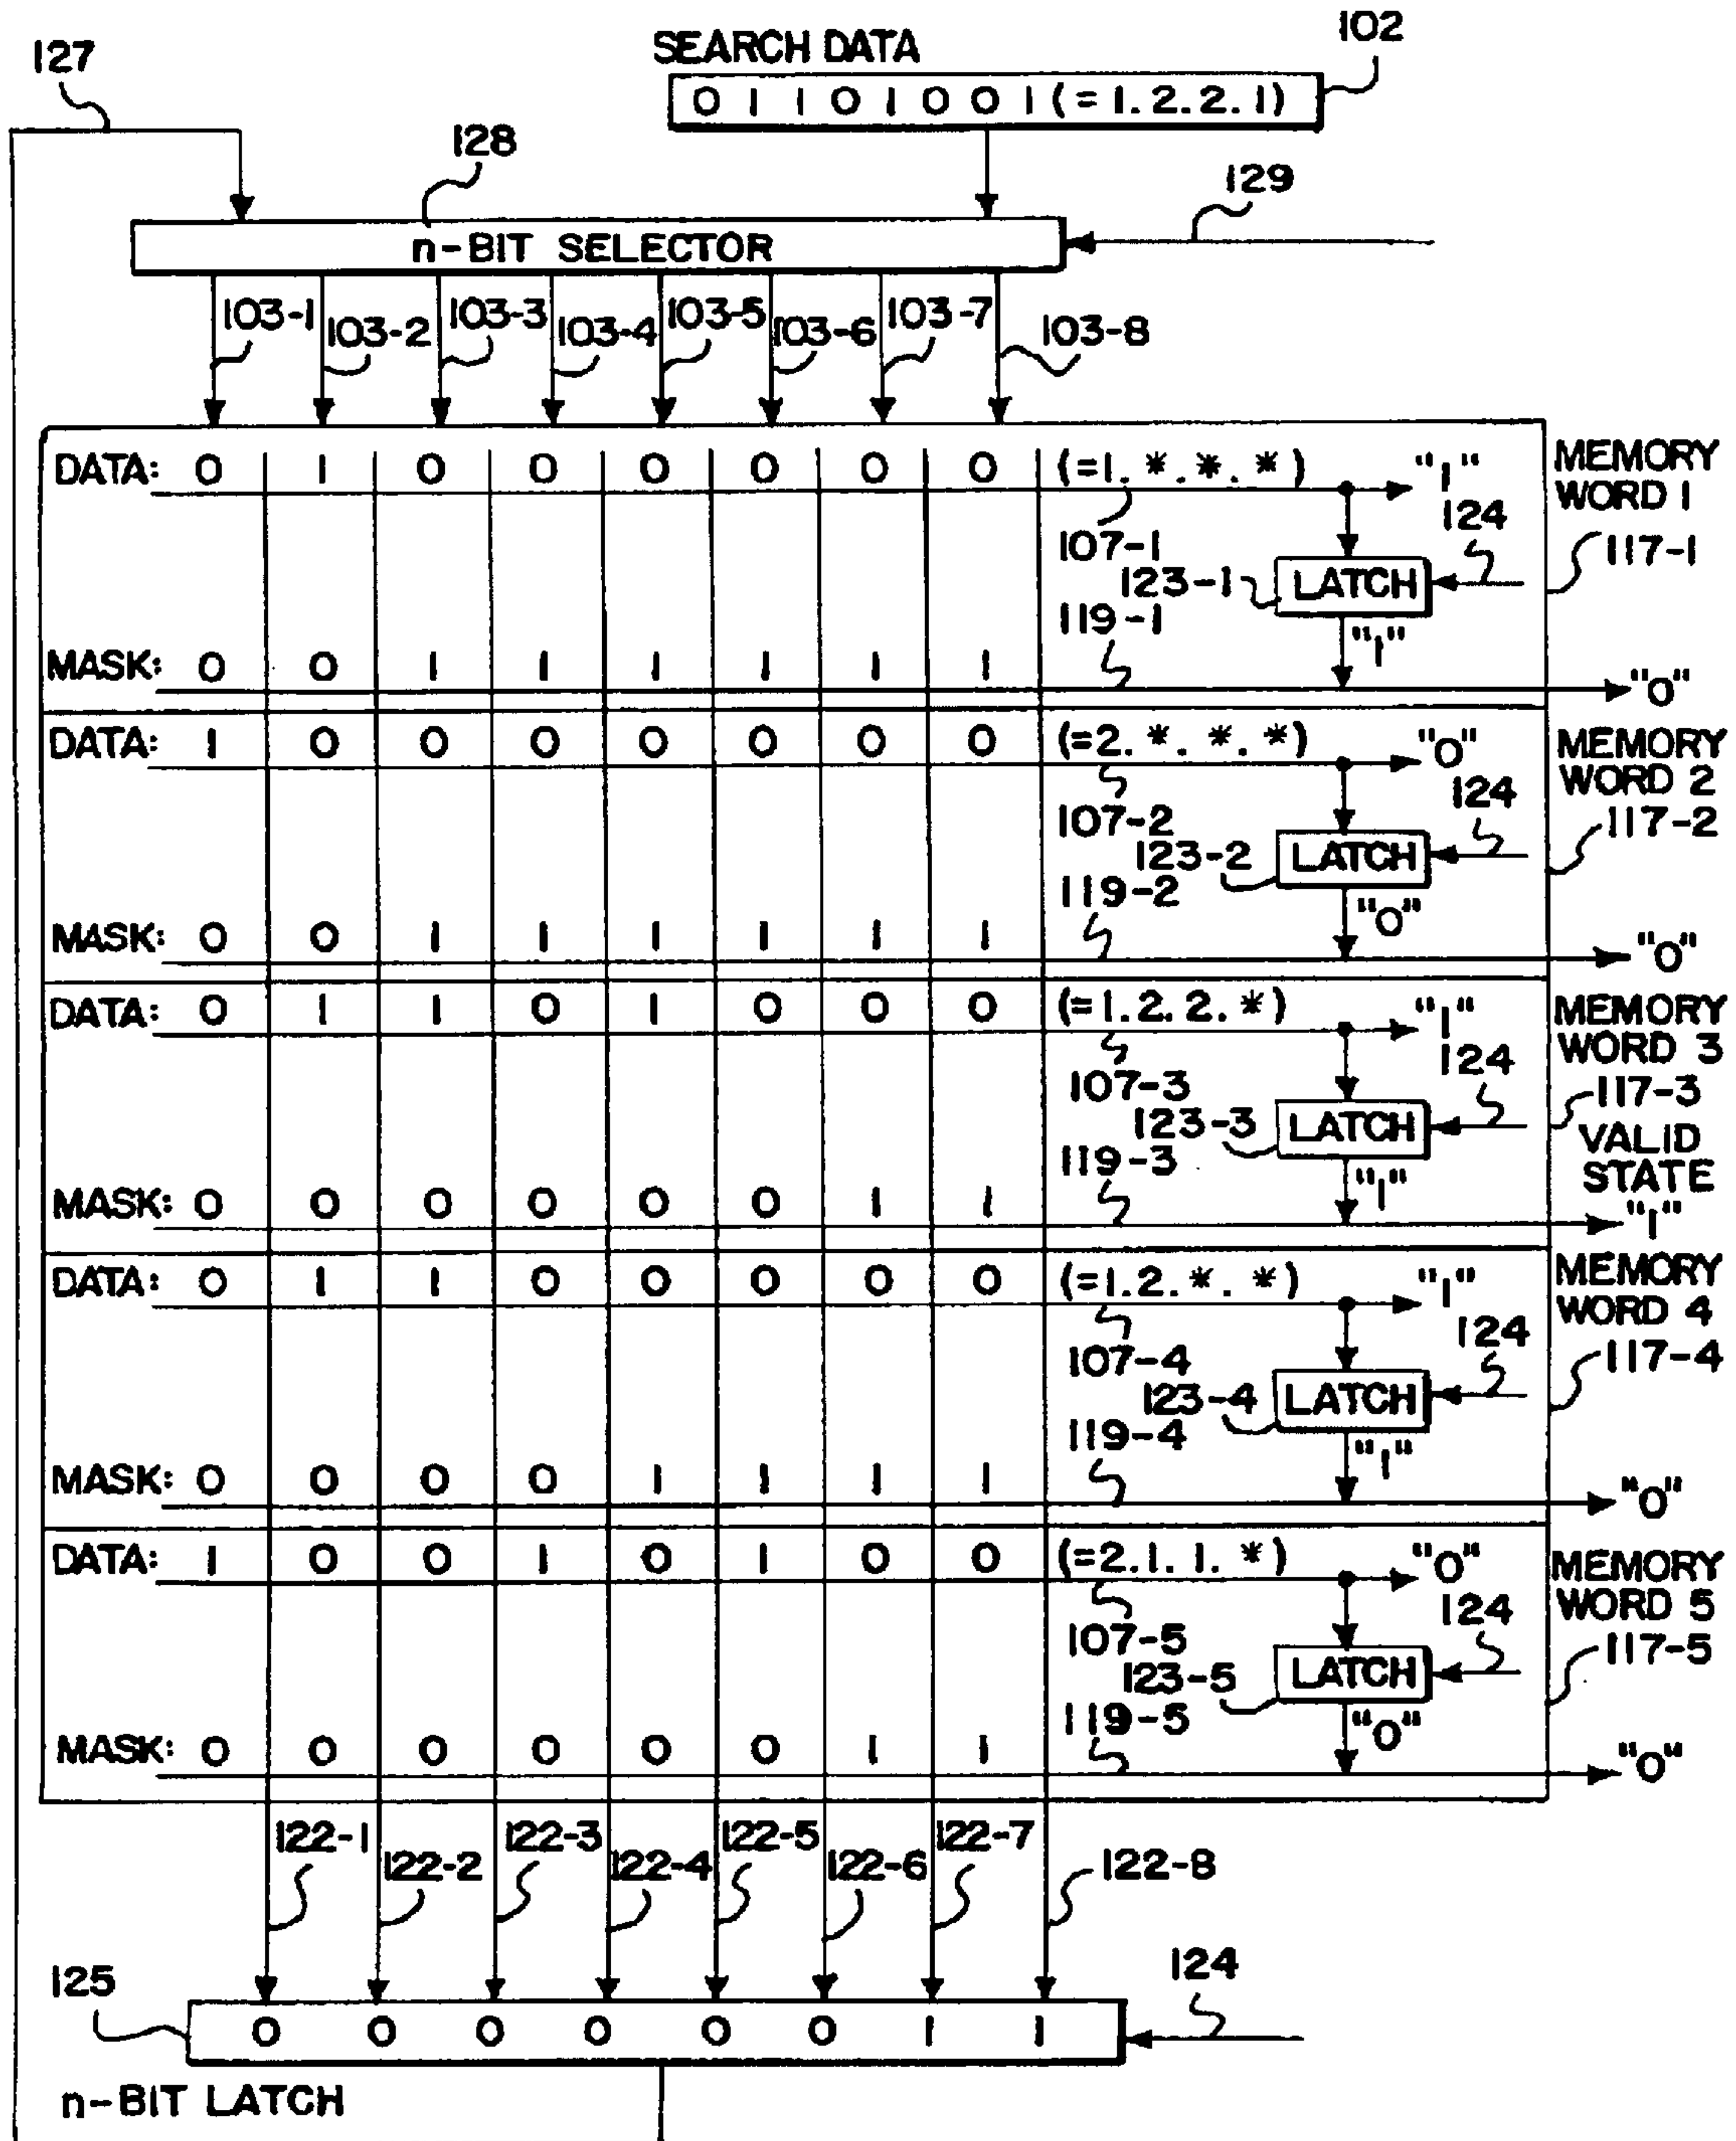 SEARCH DATA
102
127
0 1 1 0 1 0 0 1 (= 1. 2. 2. 1)
128
129
n-BIT SELECTOR
103-1 103-2 103-3 103-4 103-5 103-6 103-7 103-8
DATA: 0 1 0 0 0 0 0 0 (=1. *. *. *) "1" MEMORY WORD 1
124
107-1
117-1
123-1 LATCH
119-1
"1"
MASK: 0 0 1 1 1 1 1 1
"0"
DATA: 1 0 0 0 0 0 0 0 (=2. *. *. *) "0" MEMORY WORD 2
124
107-2
117-2
123-2 LATCH
119-2
"0"
MASK: 0 0 1 1 1 1 1 1
"0"
DATA: 0 1 1 0 1 0 0 0 (=1. 2. 2. *) "1" MEMORY WORD 3
124
107-3
117-3
123-3 LATCH
VALID STATE
119-3
"1"
MASK: 0 0 0 0 0 0 1 1
"1"
DATA: 0 1 1 0 0 0 0 0 (=1. 2. *. *) "1" MEMORY WORD 4
124
107-4
117-4
123-4 LATCH
119-4
"1"
MASK: 0 0 0 0 1 1 1 1
"0"
DATA: 1 0 0 1 0 1 0 0 (=2. 1. 1. *) "0" MEMORY WORD 5
124
107-5
117-5
123-5 LATCH
119-5
"0"
MASK: 0 0 0 0 0 0 1 1
"0"
122-1 122-2 122-3 122-4 122-5 122-6 122-7 122-8
125
124
0 0 0 0 0 0 1 1
n-BIT LATCH